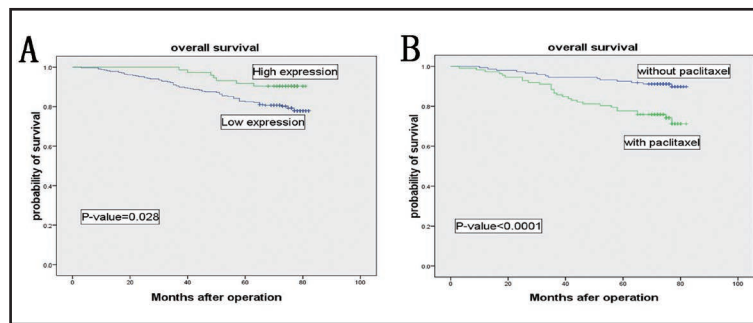 A
overall survival
probability of survival
1.0
0.8
0.6
0.4
0.2
0.0
High expression
Low expression
P-value=0.028
0 20 40 60 80 100
Months after operation
B
overall survival
probability of survival
1.0
0.8
0.6
0.4
0.2
0.0
without paclitaxel
with paclitaxel
P-value<0.0001
0 20 40 60 80 100
Months afer operation